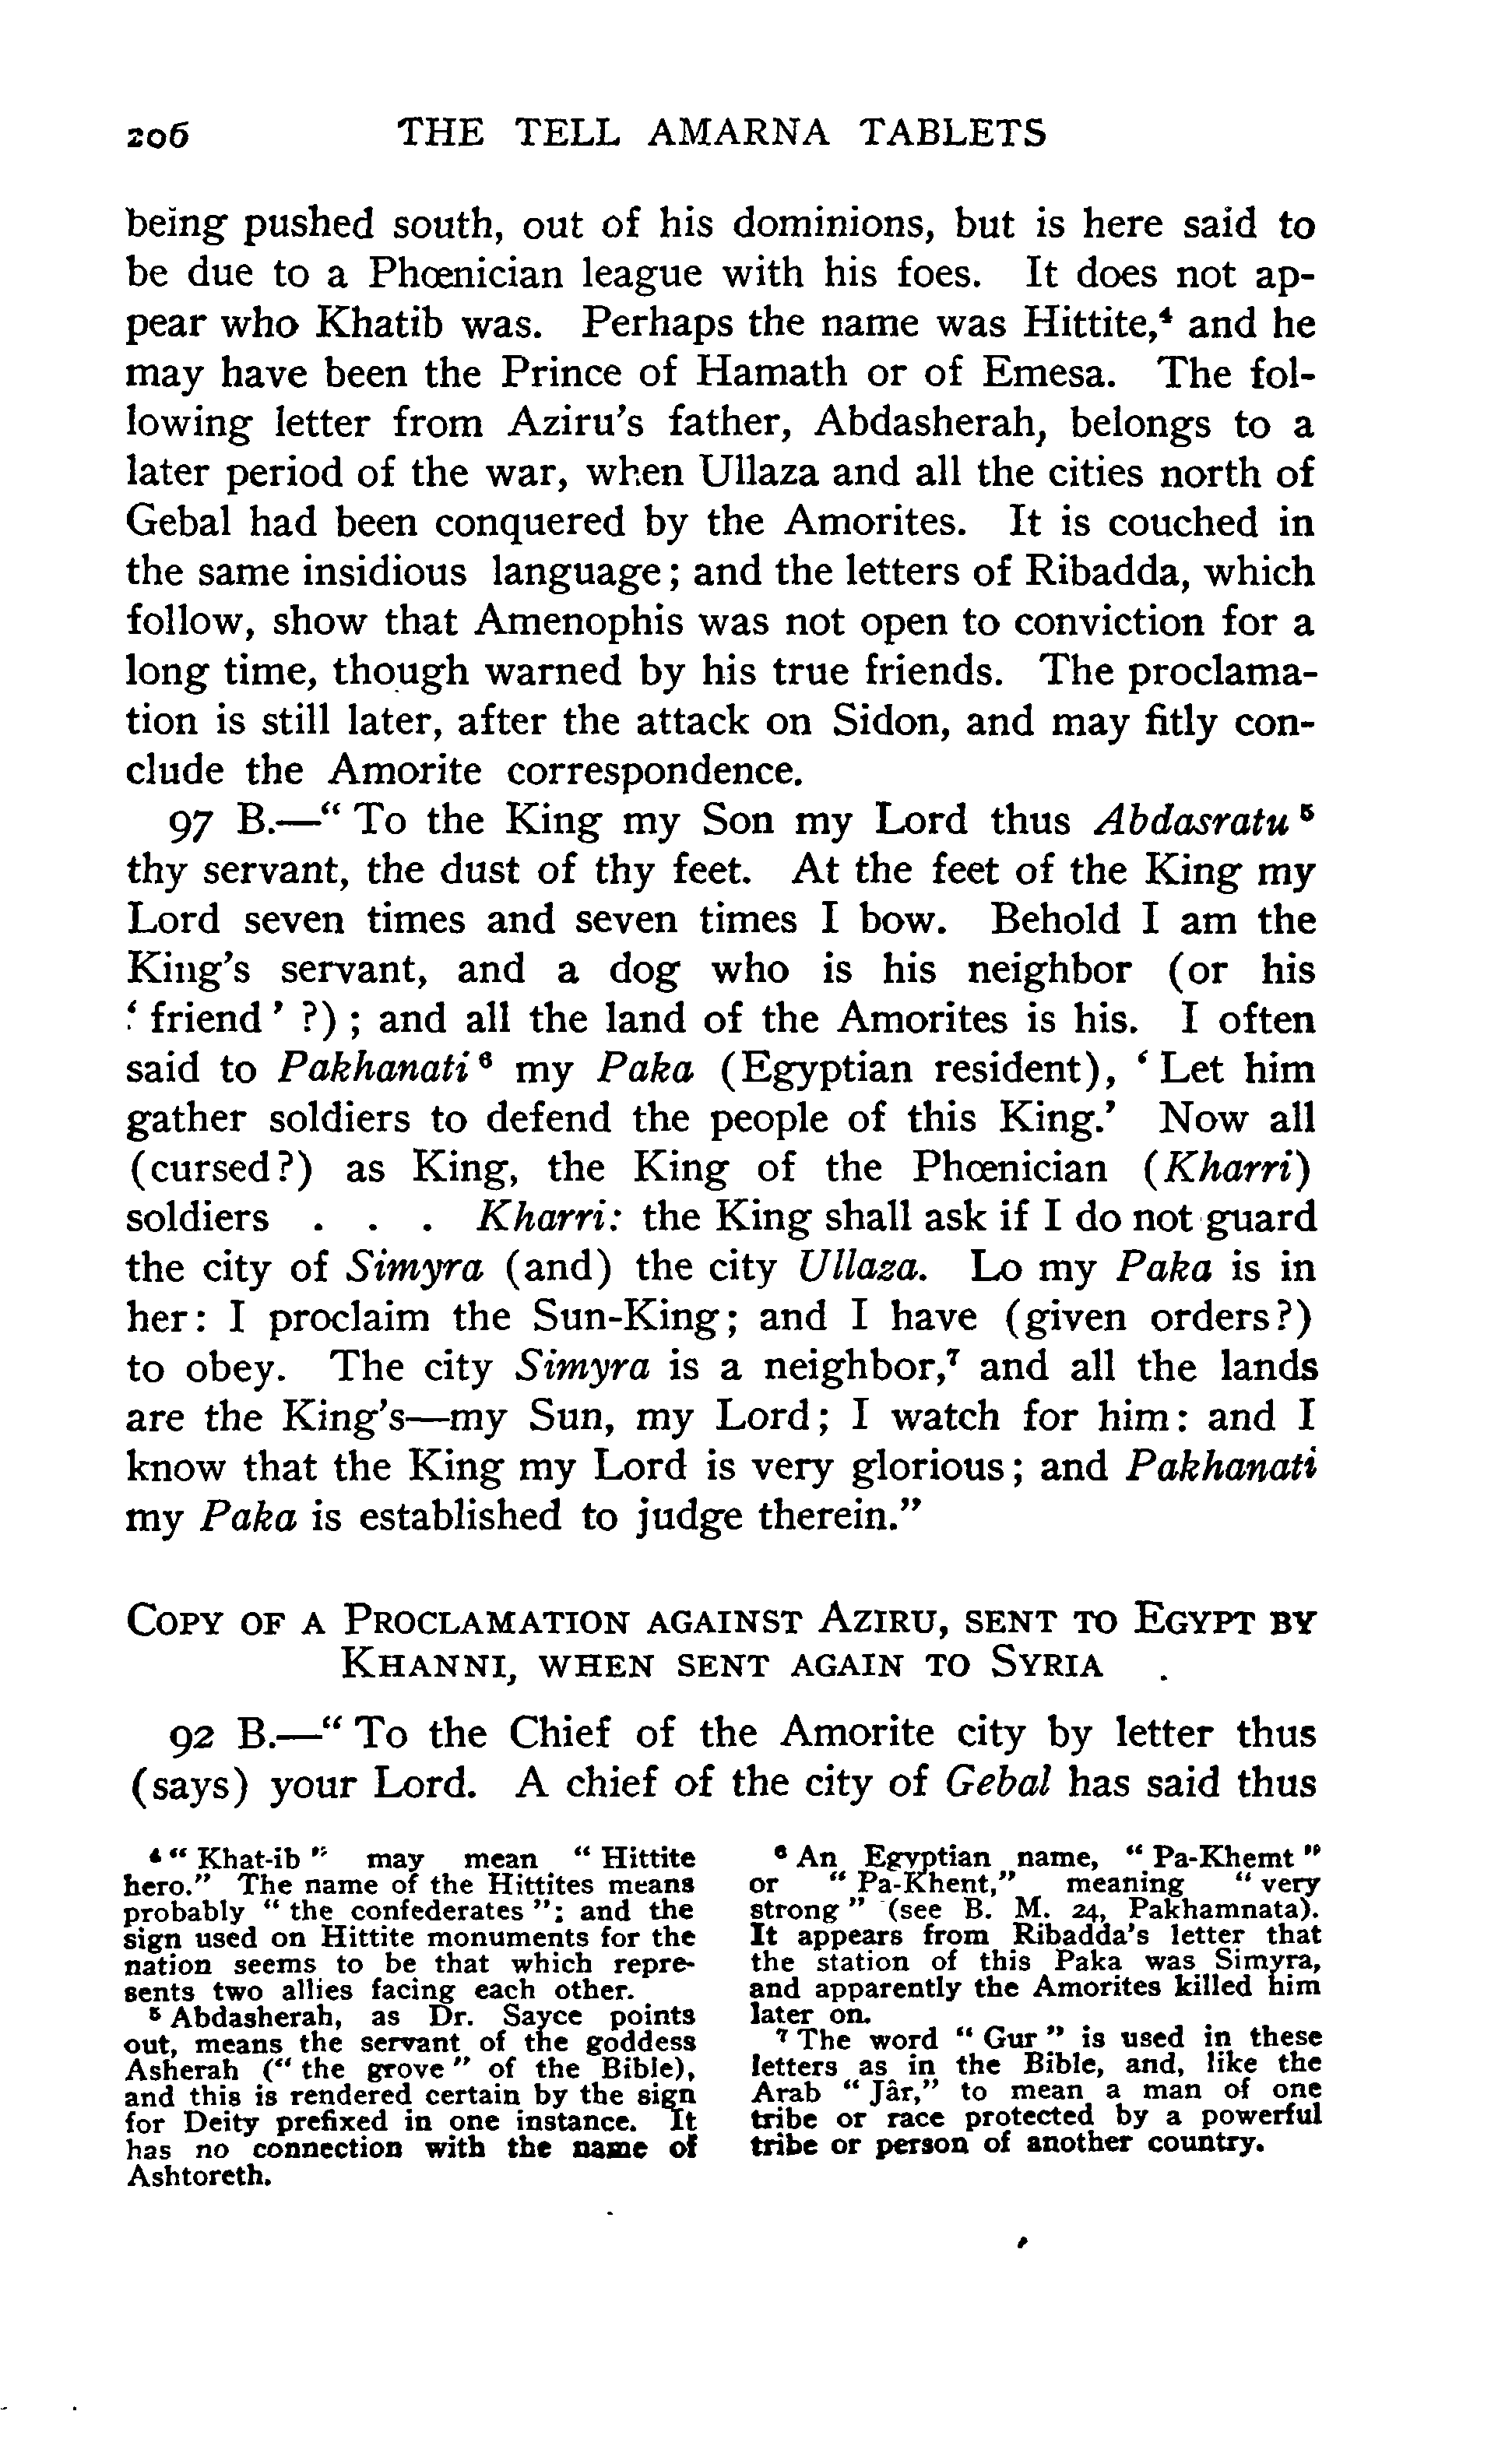 206 THE TELL AMARNA TABLETS
being pushed south, out of his dominions, but is here said to
be due to a Phœnician league with his foes. It does not ap-
pear who Khatib was. Perhaps the name was Hittite,⁴ and he
may have been the Prince of Hamath or of Emesa. The fol-
lowing letter from Aziru's father, Abdasherah, belongs to a
later period of the war, when Ullaza and all the cities north of
Gebal had been conquered by the Amorites. It is couched in
the same insidious language; and the letters of Ribadda, which
follow, show that Amenophis was not open to conviction for a
long time, though warned by his true friends. The proclama-
tion is still later, after the attack on Sidon, and may fitly con-
clude the Amorite correspondence.
97 B.—“ To the King my Son my Lord thus Abdasratu ⁵
thy servant, the dust of thy feet. At the feet of the King my
Lord seven times and seven times I bow. Behold I am the
King's servant, and a dog who is his neighbor (or his
‘ friend ’ ?) ; and all the land of the Amorites is his. I often
said to Pakhanati ⁶ my Paka (Egyptian resident), ‘ Let him
gather soldiers to defend the people of this King.’ Now all
(cursed?) as King, the King of the Phœnician (Kharri)
soldiers . . . Kharri: the King shall ask if I do not guard
the city of Simyra (and) the city Ullaza. Lo my Paka is in
her: I proclaim the Sun-King; and I have (given orders?)
to obey. The city Simyra is a neighbor,⁷ and all the lands
are the King's—my Sun, my Lord; I watch for him: and I
know that the King my Lord is very glorious; and Pakhanati
my Paka is established to judge therein.”
COPY OF A PROCLAMATION AGAINST AZIRU, SENT TO EGYPT BY
KHANNI, WHEN SENT AGAIN TO SYRIA
92 B.—“ To the Chief of the Amorite city by letter thus
(says) your Lord. A chief of the city of Gebal has said thus
⁴ “ Khat-ib ” may mean “ Hittite
hero.” The name of the Hittites means
probably “ the confederates ”; and the
sign used on Hittite monuments for the
nation seems to be that which repre-
sents two allies facing each other.
⁵ Abdasherah, as Dr. Sayce points
out, means the servant of the goddess
Asherah (“ the grove ” of the Bible),
and this is rendered certain by the sign
for Deity prefixed in one instance. It
has no connection with the name of
Ashtoreth.
⁶ An Egyptian name, “ Pa-Khemt ”
or “ Pa-Khent,” meaning “ very
strong ” (see B. M. 24, Pakhamnata).
It appears from Ribadda's letter that
the station of this Paka was Simyra,
and apparently the Amorites killed him
later on.
⁷ The word “ Gur ” is used in these
letters as in the Bible, and, like the
Arab “ Jâr,” to mean a man of one
tribe or race protected by a powerful
tribe or person of another country.